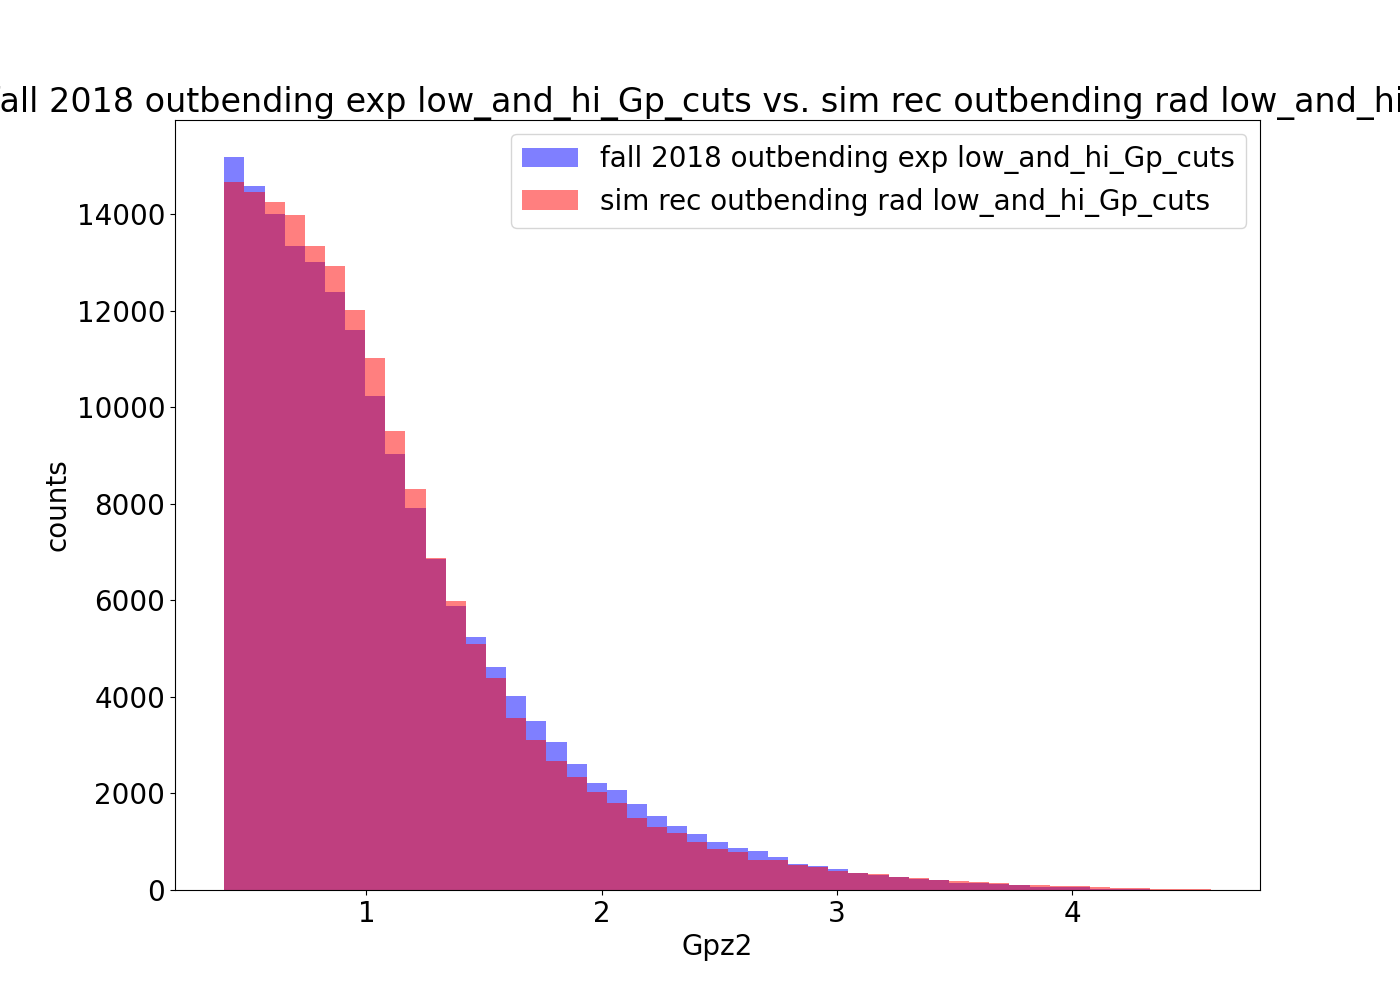 all 2018 outbending exp low_and_hi_Gp_cuts vs. sim rec outbending rad low_and_hi
fall 2018 outbending exp low_and_hi_Gp_cuts
sim rec outbending rad low_and_hi_Gp_cuts
14000
12000
10000
8000
6000
4000
2000
0
counts
1 2 3 4
Gpz2